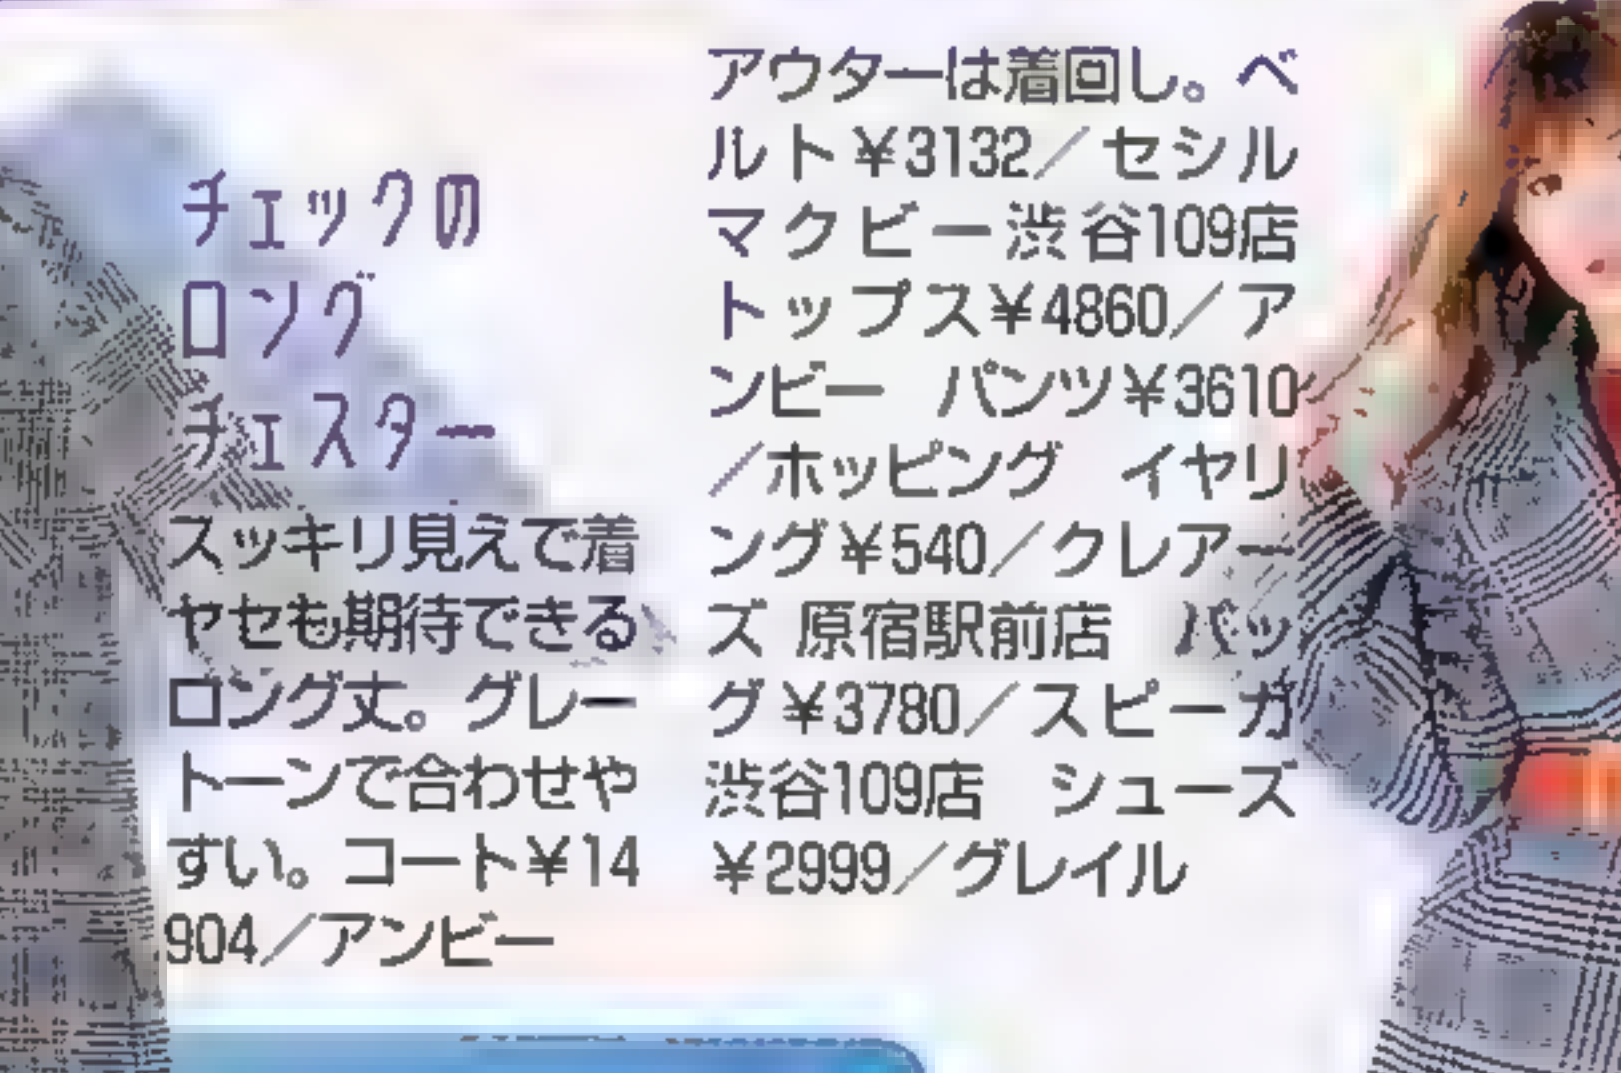 チェックの
ロング
チェスター
スッキリ見えで着
ヤセも期待できる
ロング丈。グレー
トーンで合わせや
すい。コート¥14
904／アンビー
アウターは着回し。ベ
ルト¥3132／セシル
マクビー渋谷109店
トップス¥4860／ア
ンビー　パンツ¥3610
／ホッピング　イヤリ
ング¥540／クレアー
ズ 原宿駅前店　バッ
グ¥3780／スピーガ
渋谷109店　シューズ
¥2999／グレイル